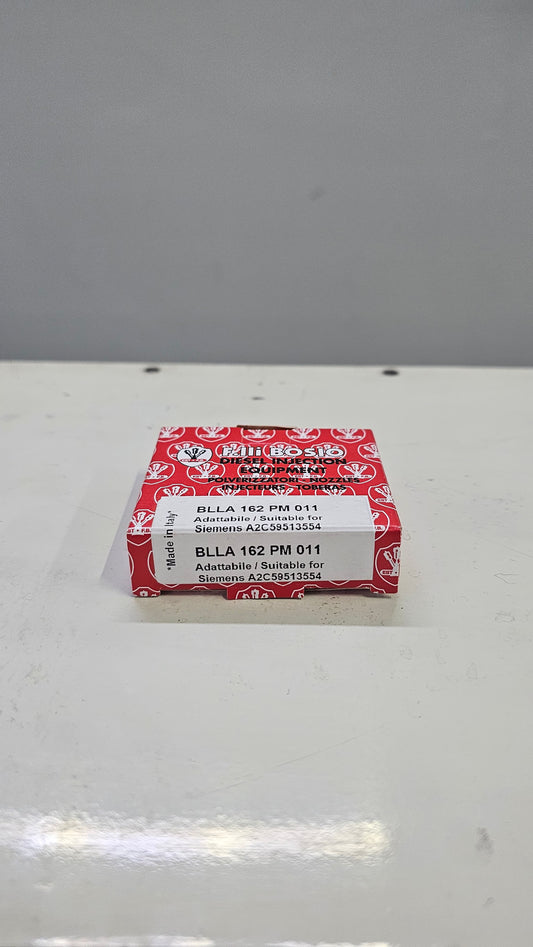 F.lli BOSIO
DIESEL INJECTION
EQUIPMENT
POLVERIZZATORI - NOZZLES
INJECTEURS - TOBERAS
*Made in Italy*
BLLA 162 PM 011
Adattabile / Suitable for
Siemens A2C59513554
BLLA 162 PM 011
Adattabile / Suitable for
Siemens A2C59513554